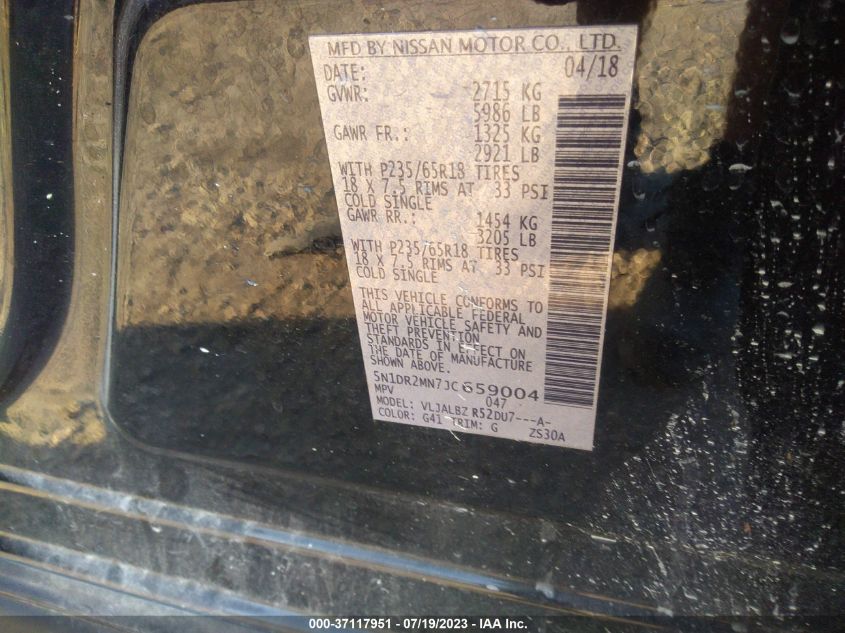 MFD BY NISSAN MOTOR CO., LTD.
DATE: 04/18
GVWR: 2715 KG
5986 LB
GAWR FR.: 1325 KG
2921 LB
WITH P235/65R18 TIRES
18 X 7.5 RIMS AT 33 PSI
COLD SINGLE
GAWR RR.: 1454 KG
3205 LB
WITH P235/65R18 TIRES
18 X 7.5 RIMS AT 33 PSI
COLD SINGLE
THIS VEHICLE CONFORMS TO
ALL APPLICABLE FEDERAL
MOTOR VEHICLE SAFETY AND
THEFT PREVENTION
STANDARDS IN EFFECT ON
THE DATE OF MANUFACTURE
SHOWN ABOVE.
5N1DR2MN7JC659004
MPV 047
MODEL: VLJALBZ R52DU7---A-
COLOR: G41 TRIM: G ZS30A
000-37117951 - 07/19/2023 - IAA Inc.